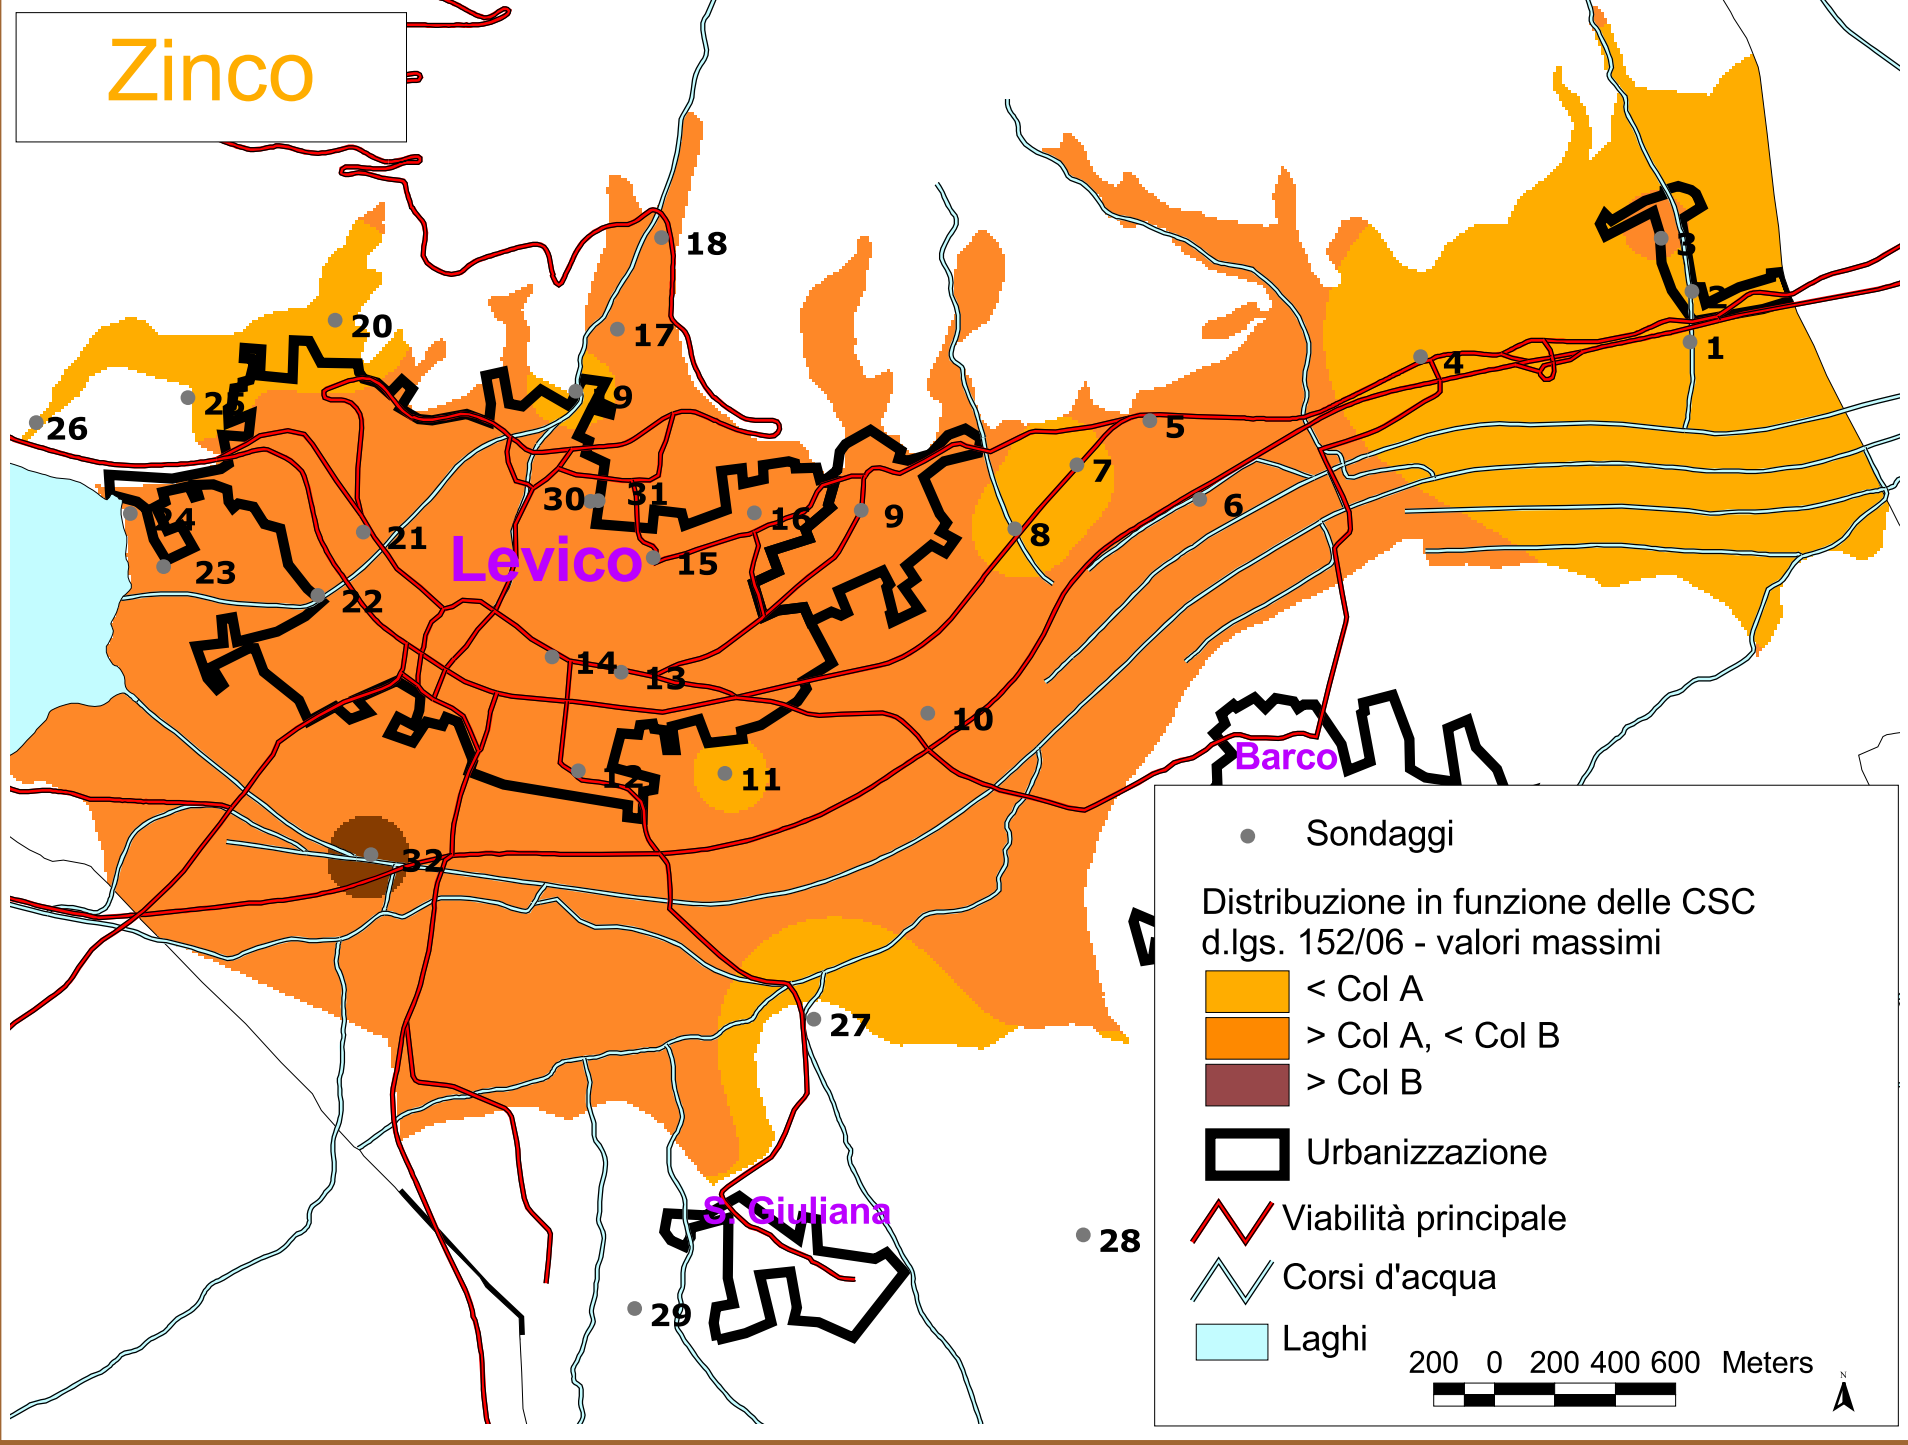 Zinco
18
17
20
9
25
26
3
2
1
4
5
7
6
8
30
31
16
9
24
23
21
22
15
Levico
14
13
10
12
11
Barco
32
27
S. Giuliana
28
29
Sondaggi
Distribuzione in funzione delle CSC
d.lgs. 152/06 - valori massimi
< Col A
> Col A, < Col B
> Col B
Urbanizzazione
Viabilità principale
Corsi d'acqua
Laghi
200 0 200 400 600 Meters
N